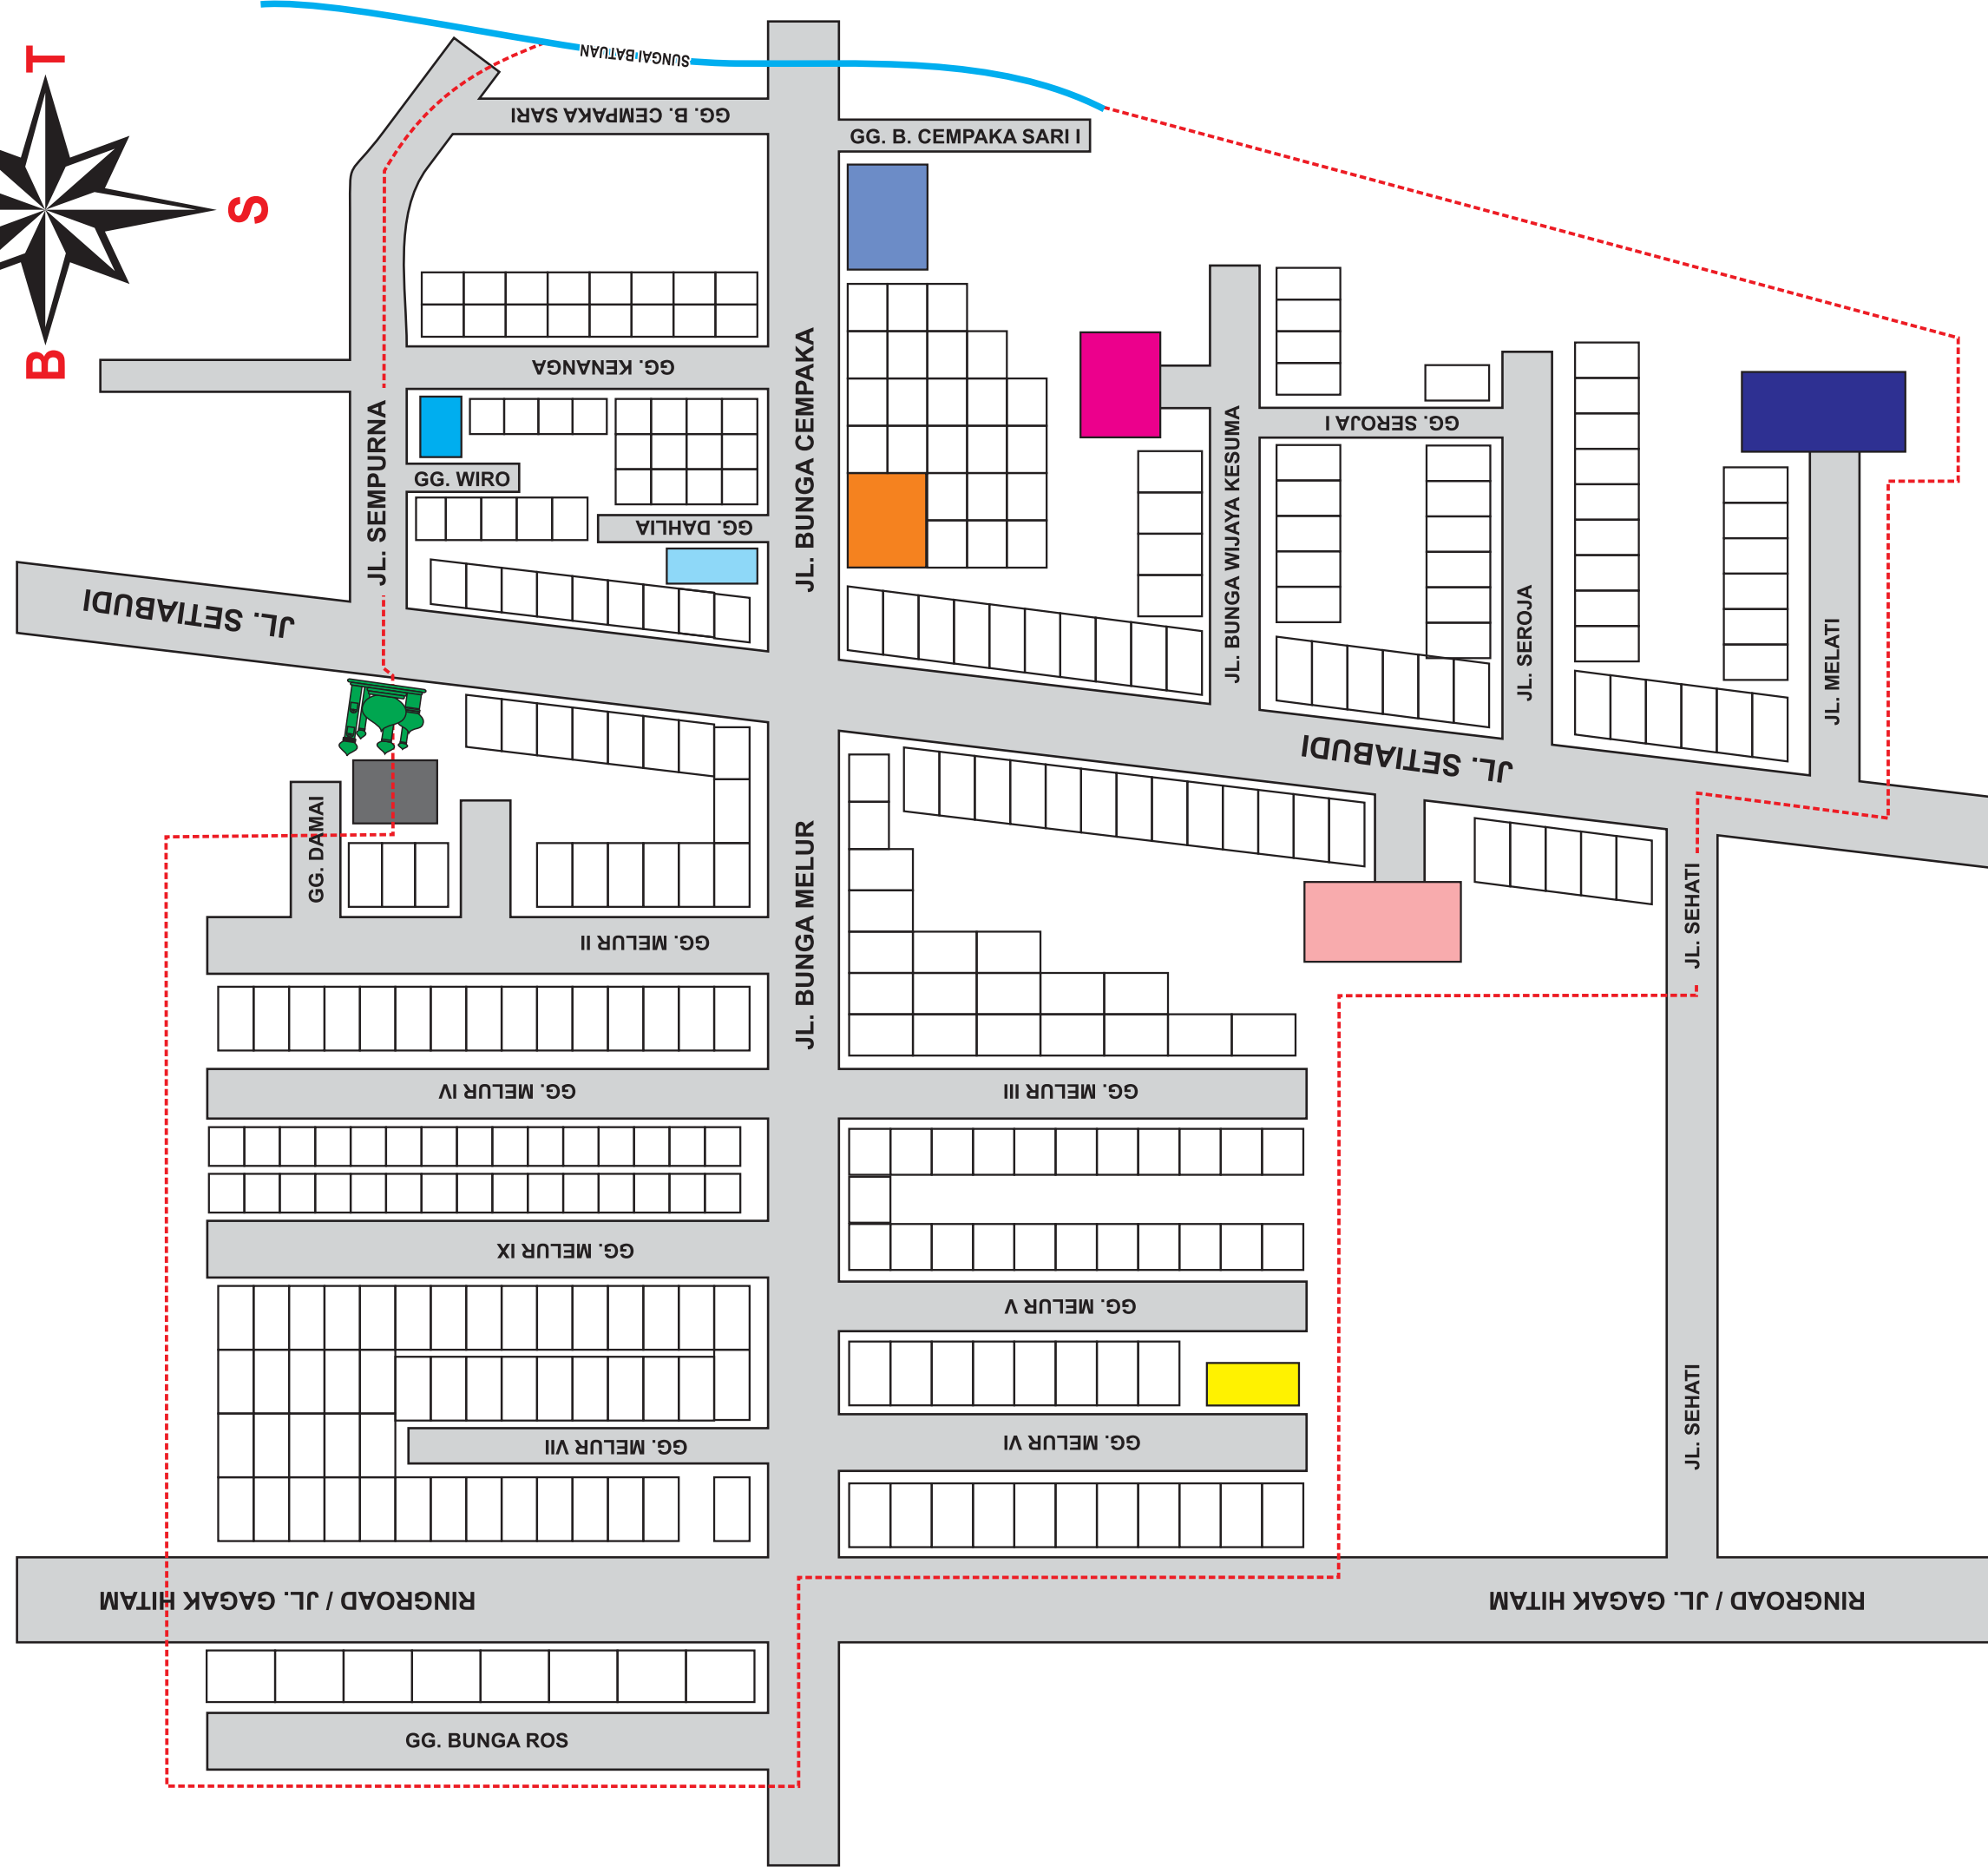 T
S
B
SUNGAI BATUAN
GG. B. CEMPAKA SARI
GG. B. CEMPAKA SARI I
GG. KENANGA
JL. SEMPURNA
JL. BUNGA CEMPAKA
GG. SEROJA I
JL. BUNGA WIJAYA KESUMA
GG. WIRO
GG. DAHLIA
JL. SETIABUDI
JL. SEROJA
JL. MELATI
JL. SETIABUDI
GG. DAMAI
JL. BUNGA MELUR
JL. SEHATI
GG. MELUR II
GG. MELUR IV
GG. MELUR III
GG. MELUR IX
GG. MELUR V
JL. SEHATI
GG. MELUR VII
GG. MELUR VI
RINGROAD / JL. GAGAK HITAM
RINGROAD / JL. GAGAK HITAM
GG. BUNGA ROS